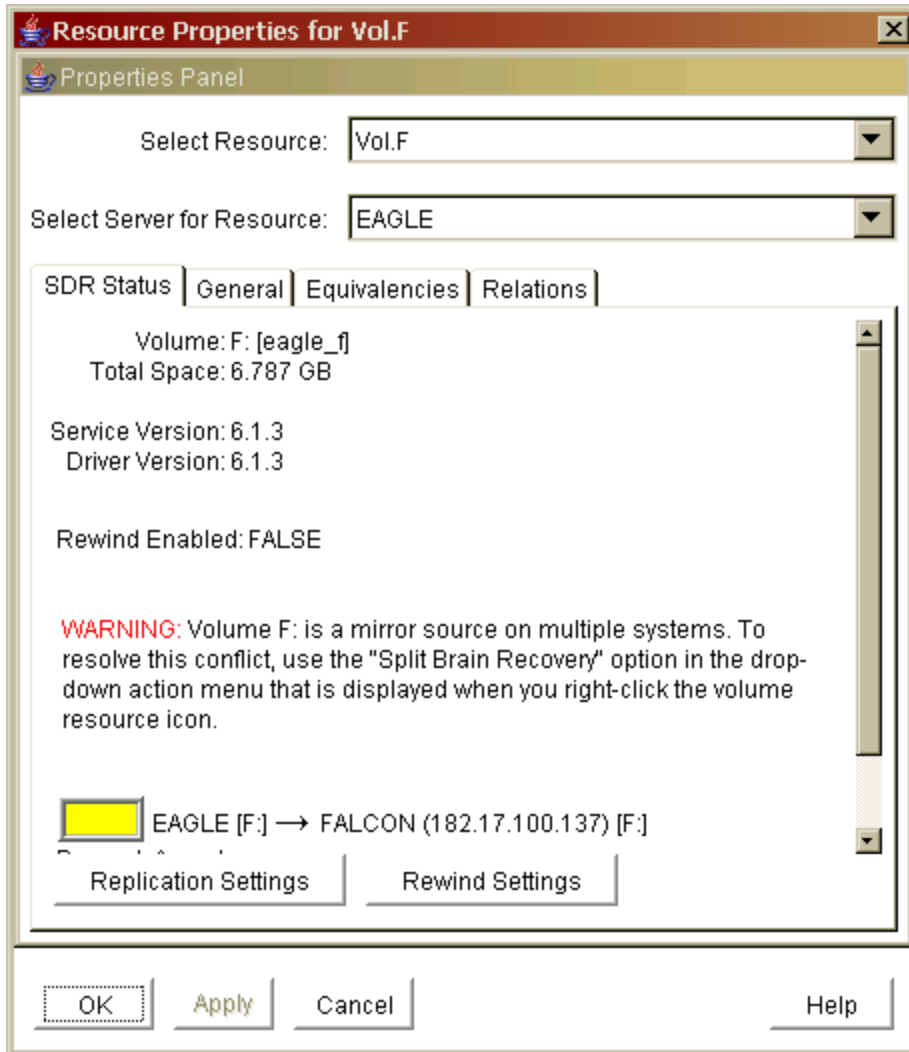 Resource Properties for Vol.F
Properties Panel
Select Resource: Vol.F
Select Server for Resource: EAGLE
SDR Status General Equivalencies Relations
Volume: F: [eagle_f]
Total Space: 6.787 GB
Service Version: 6.1.3
Driver Version: 6.1.3
Rewind Enabled: FALSE
WARNING: Volume F: is a mirror source on multiple systems. To
resolve this conflict, use the "Split Brain Recovery" option in the drop-
down action menu that is displayed when you right-click the volume
resource icon.
EAGLE [F:] → FALCON (182.17.100.137) [F:]
Replication Settings Rewind Settings
OK Apply Cancel Help